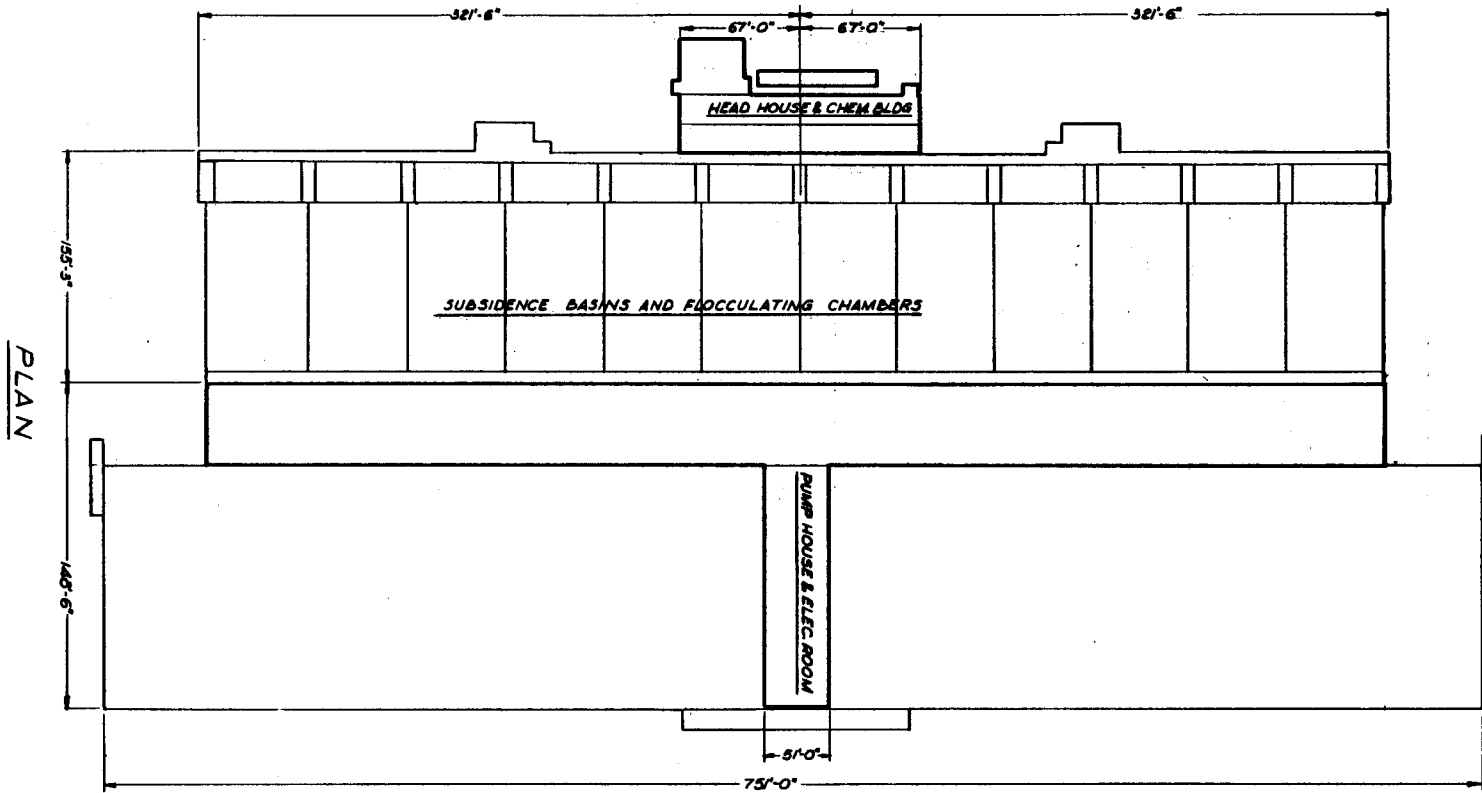 321'-6"
321'-6"
67'-0"
67'-0"
HEAD HOUSE & CHEM. BLDG
155'-3"
SUBSIDENCE BASINS AND FLOCCULATING CHAMBERS
PLAN
PUMP HOUSE & ELEC. ROOM
148'-6"
51'-0"
751'-0"